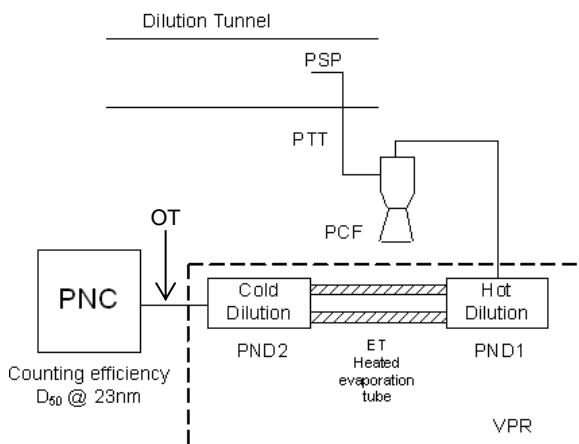 Dilution Tunnel
PSP
PTT
PCF
OT
PNC
Cold
Dilution
Hot
Dilution
PND2
ET
Heated
evaporation
tube
PND1
Counting efficiency
D₅₀ @ 23nm
VPR